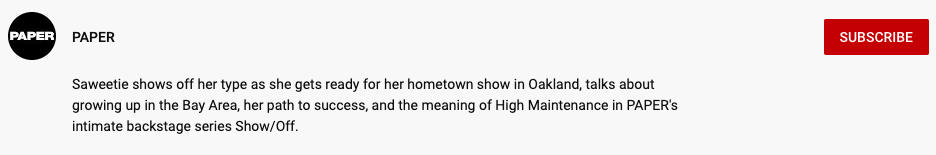 PAPER
PAPER
SUBSCRIBE
Saweetie shows off her type as she gets ready for her hometown show in Oakland, talks about
growing up in the Bay Area, her path to success, and the meaning of High Maintenance in PAPER's
intimate backstage series Show/Off.